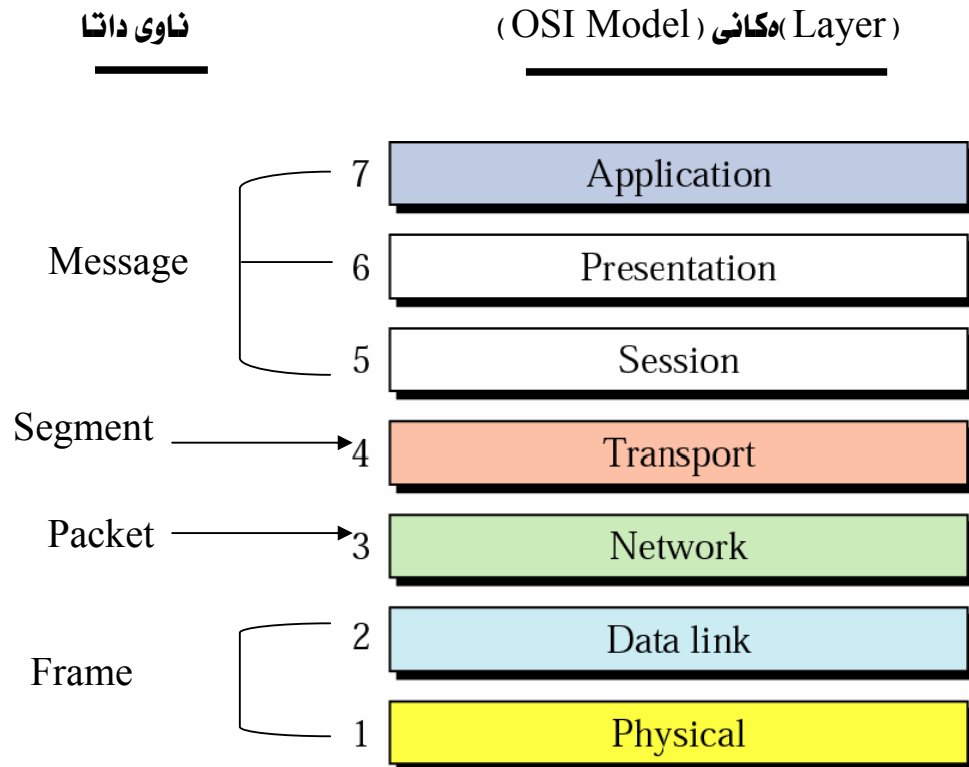 ناوی داتا
(Layer)ەکانی (OSI Model)
Message
7 Application
6 Presentation
5 Session
Segment
4 Transport
Packet
3 Network
Frame
2 Data link
1 Physical